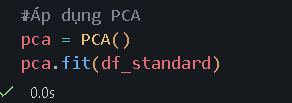 #Áp dụng PCA
pca = PCA()
pca.fit(df_standard)
0.0s